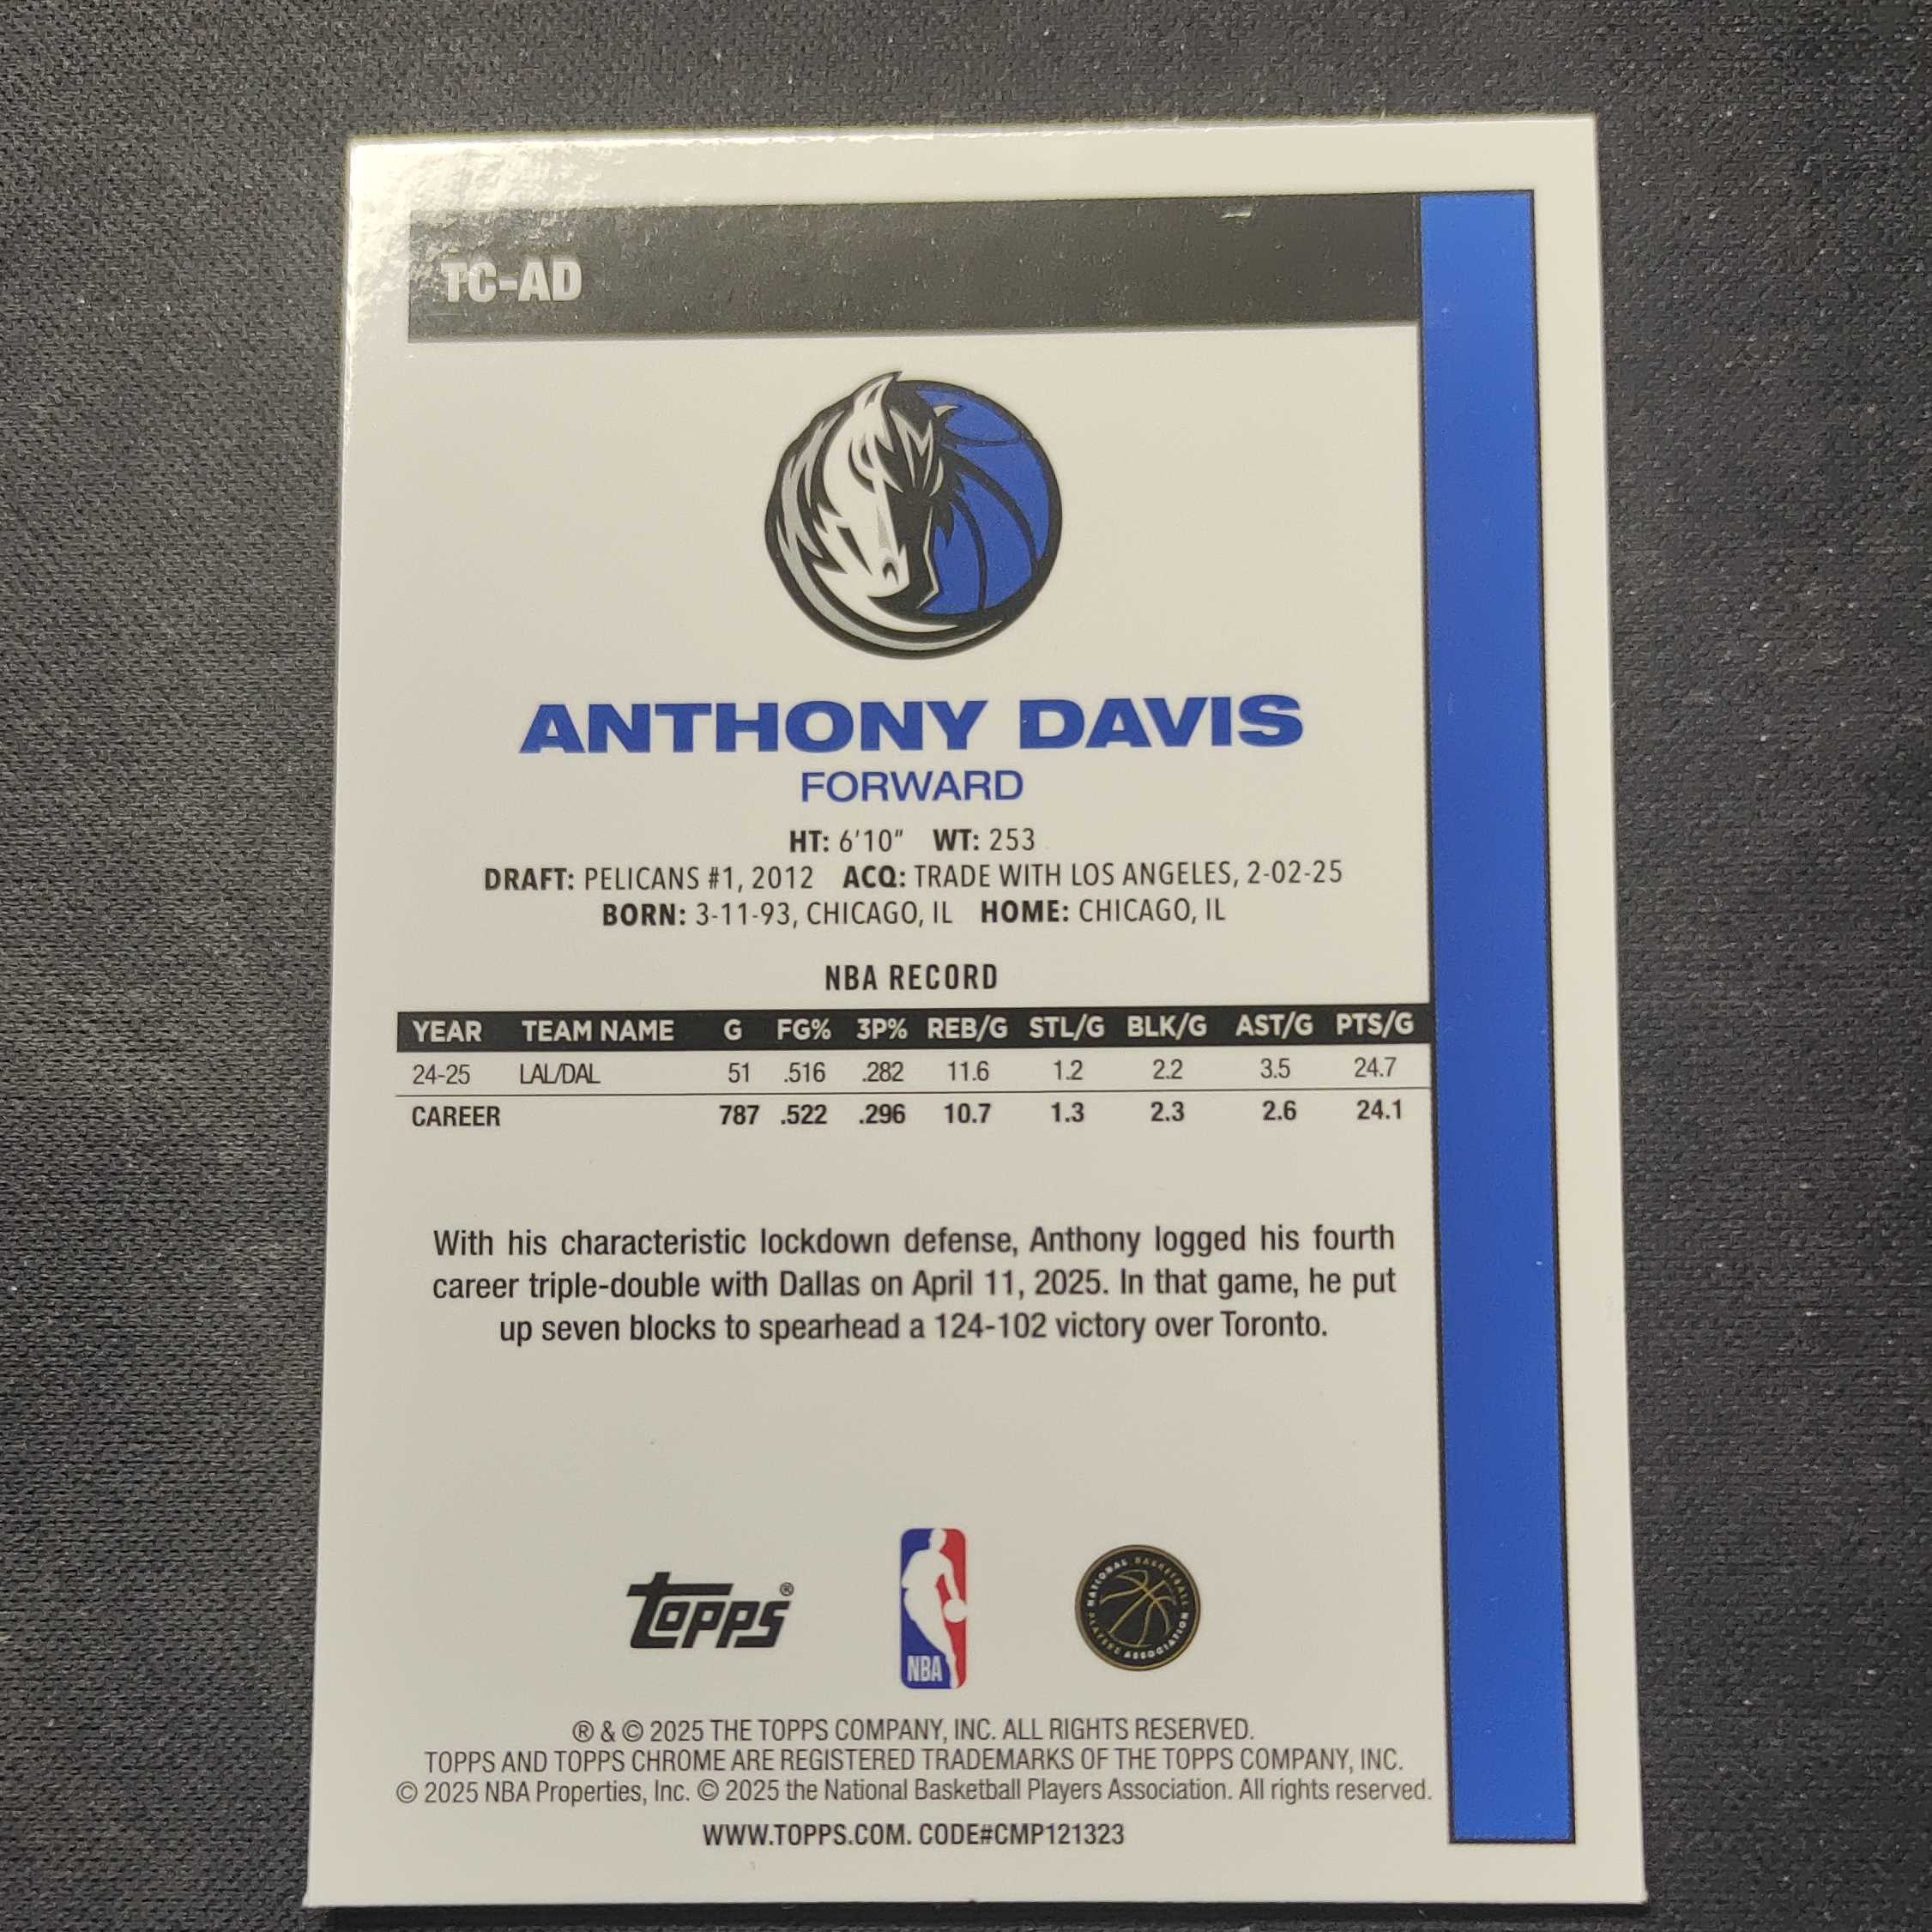 TC-AD
ANTHONY DAVIS
FORWARD
HT: 6'10" WT: 253
DRAFT: PELICANS #1, 2012 ACQ: TRADE WITH LOS ANGELES, 2-02-25
BORN: 3-11-93, CHICAGO, IL HOME: CHICAGO, IL
NBA RECORD
YEAR TEAM NAME G FG% 3P% REB/G STL/G BLK/G AST/G PTS/G
24-25 LAL/DAL 51 .516 .282 11.6 1.2 2.2 3.5 24.7
CAREER 787 .522 .296 10.7 1.3 2.3 2.6 24.1
With his characteristic lockdown defense, Anthony logged his fourth
career triple-double with Dallas on April 11, 2025. In that game, he put
up seven blocks to spearhead a 124-102 victory over Toronto.
Topps®
NBA
NATIONAL BASKETBALL PLAYERS ASSOCIATION
® & © 2025 THE TOPPS COMPANY, INC. ALL RIGHTS RESERVED.
TOPPS AND TOPPS CHROME ARE REGISTERED TRADEMARKS OF THE TOPPS COMPANY, INC.
© 2025 NBA Properties, Inc. © 2025 the National Basketball Players Association. All rights reserved.
WWW.TOPPS.COM. CODE#CMP121323